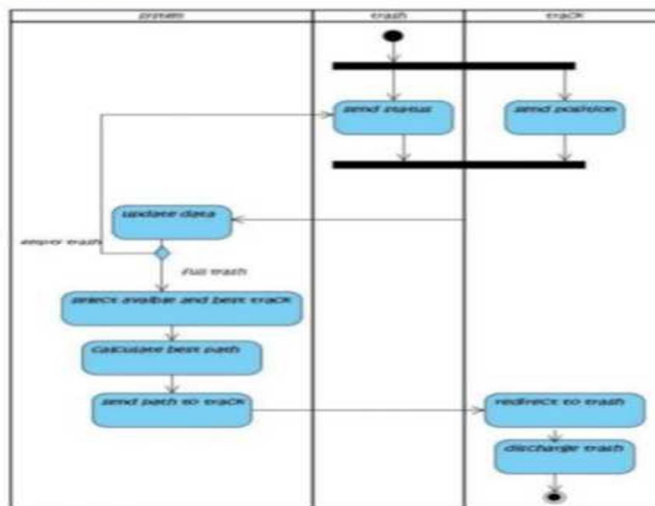 system
trash
track
send status
send position
update data
empty trash
Full trash
select availbe and best track
Calculate best path
send path to track
redirect to trash
discharge trash